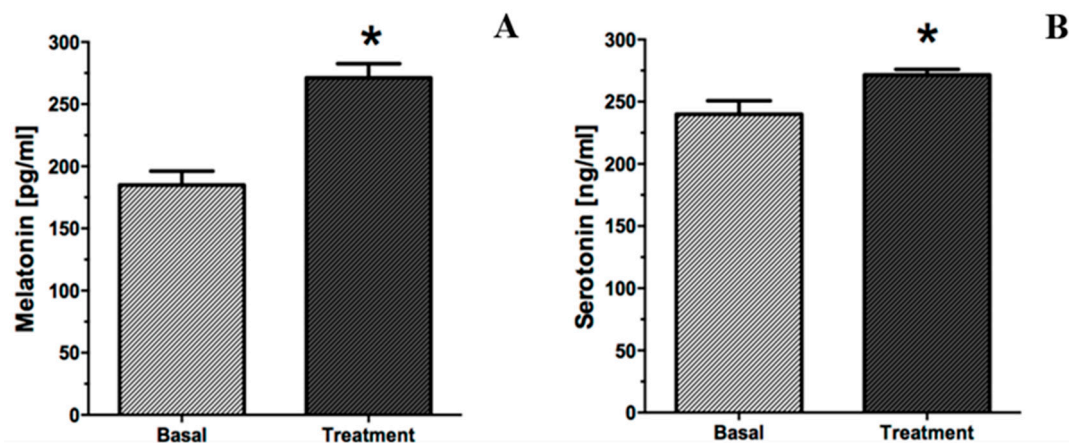 A
*
Melatonin [pg/ml]
300
250
200
150
100
50
0
Basal Treatment
B
*
Serotonin [ng/ml]
300
250
200
150
100
50
0
Basal Treatment